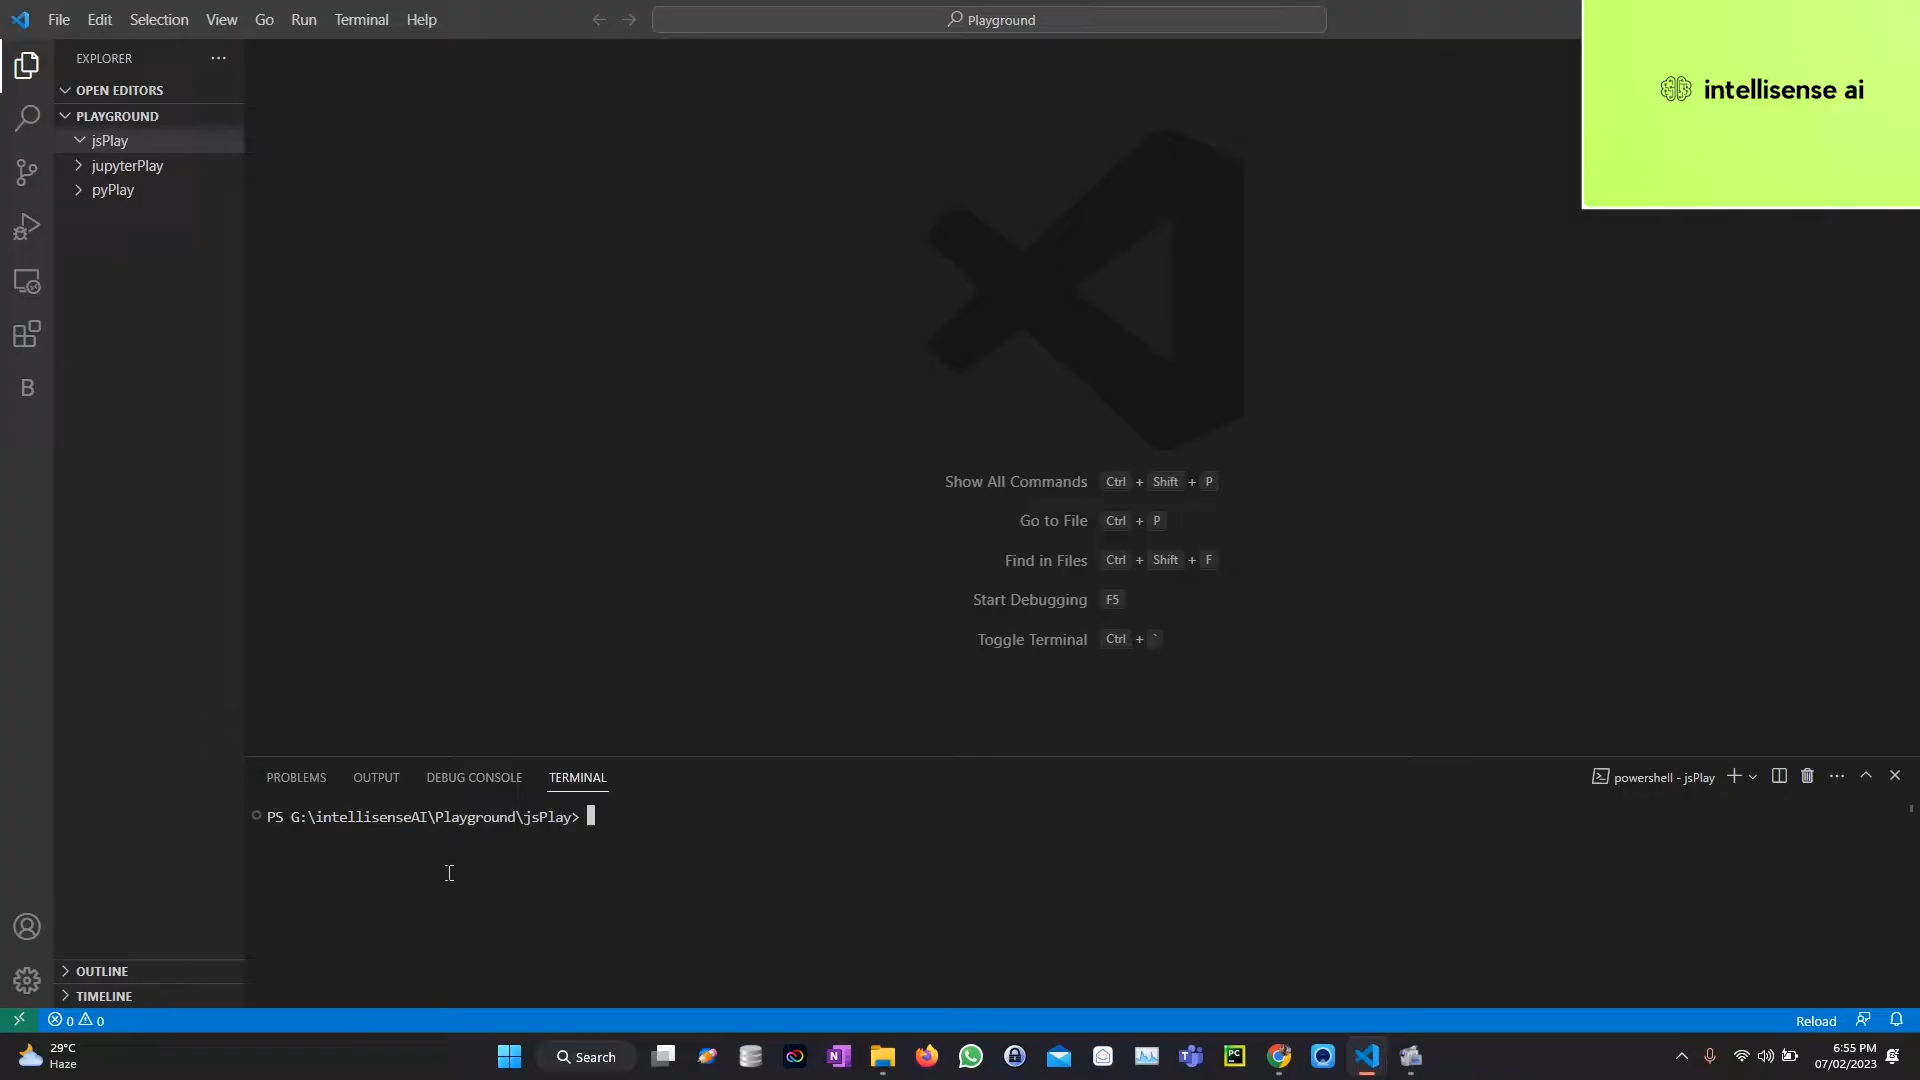 File Edit Selection View Go Run Terminal Help
Playground
EXPLORER
intellisense ai
OPEN EDITORS
PLAYGROUND
jsPlay
jupyterPlay
pyPlay
B
Show All Commands Ctrl + Shift + P
Go to File Ctrl + P
Find in Files Ctrl + Shift + F
Start Debugging F5
Toggle Terminal Ctrl + `
PROBLEMS OUTPUT DEBUG CONSOLE TERMINAL
powershell - jsPlay
PS G:\intellisenseAI\Playground\jsPlay>
OUTLINE
TIMELINE
0 0
Reload
29°C
Haze
Search
N
PC
6:55 PM
07/02/2023